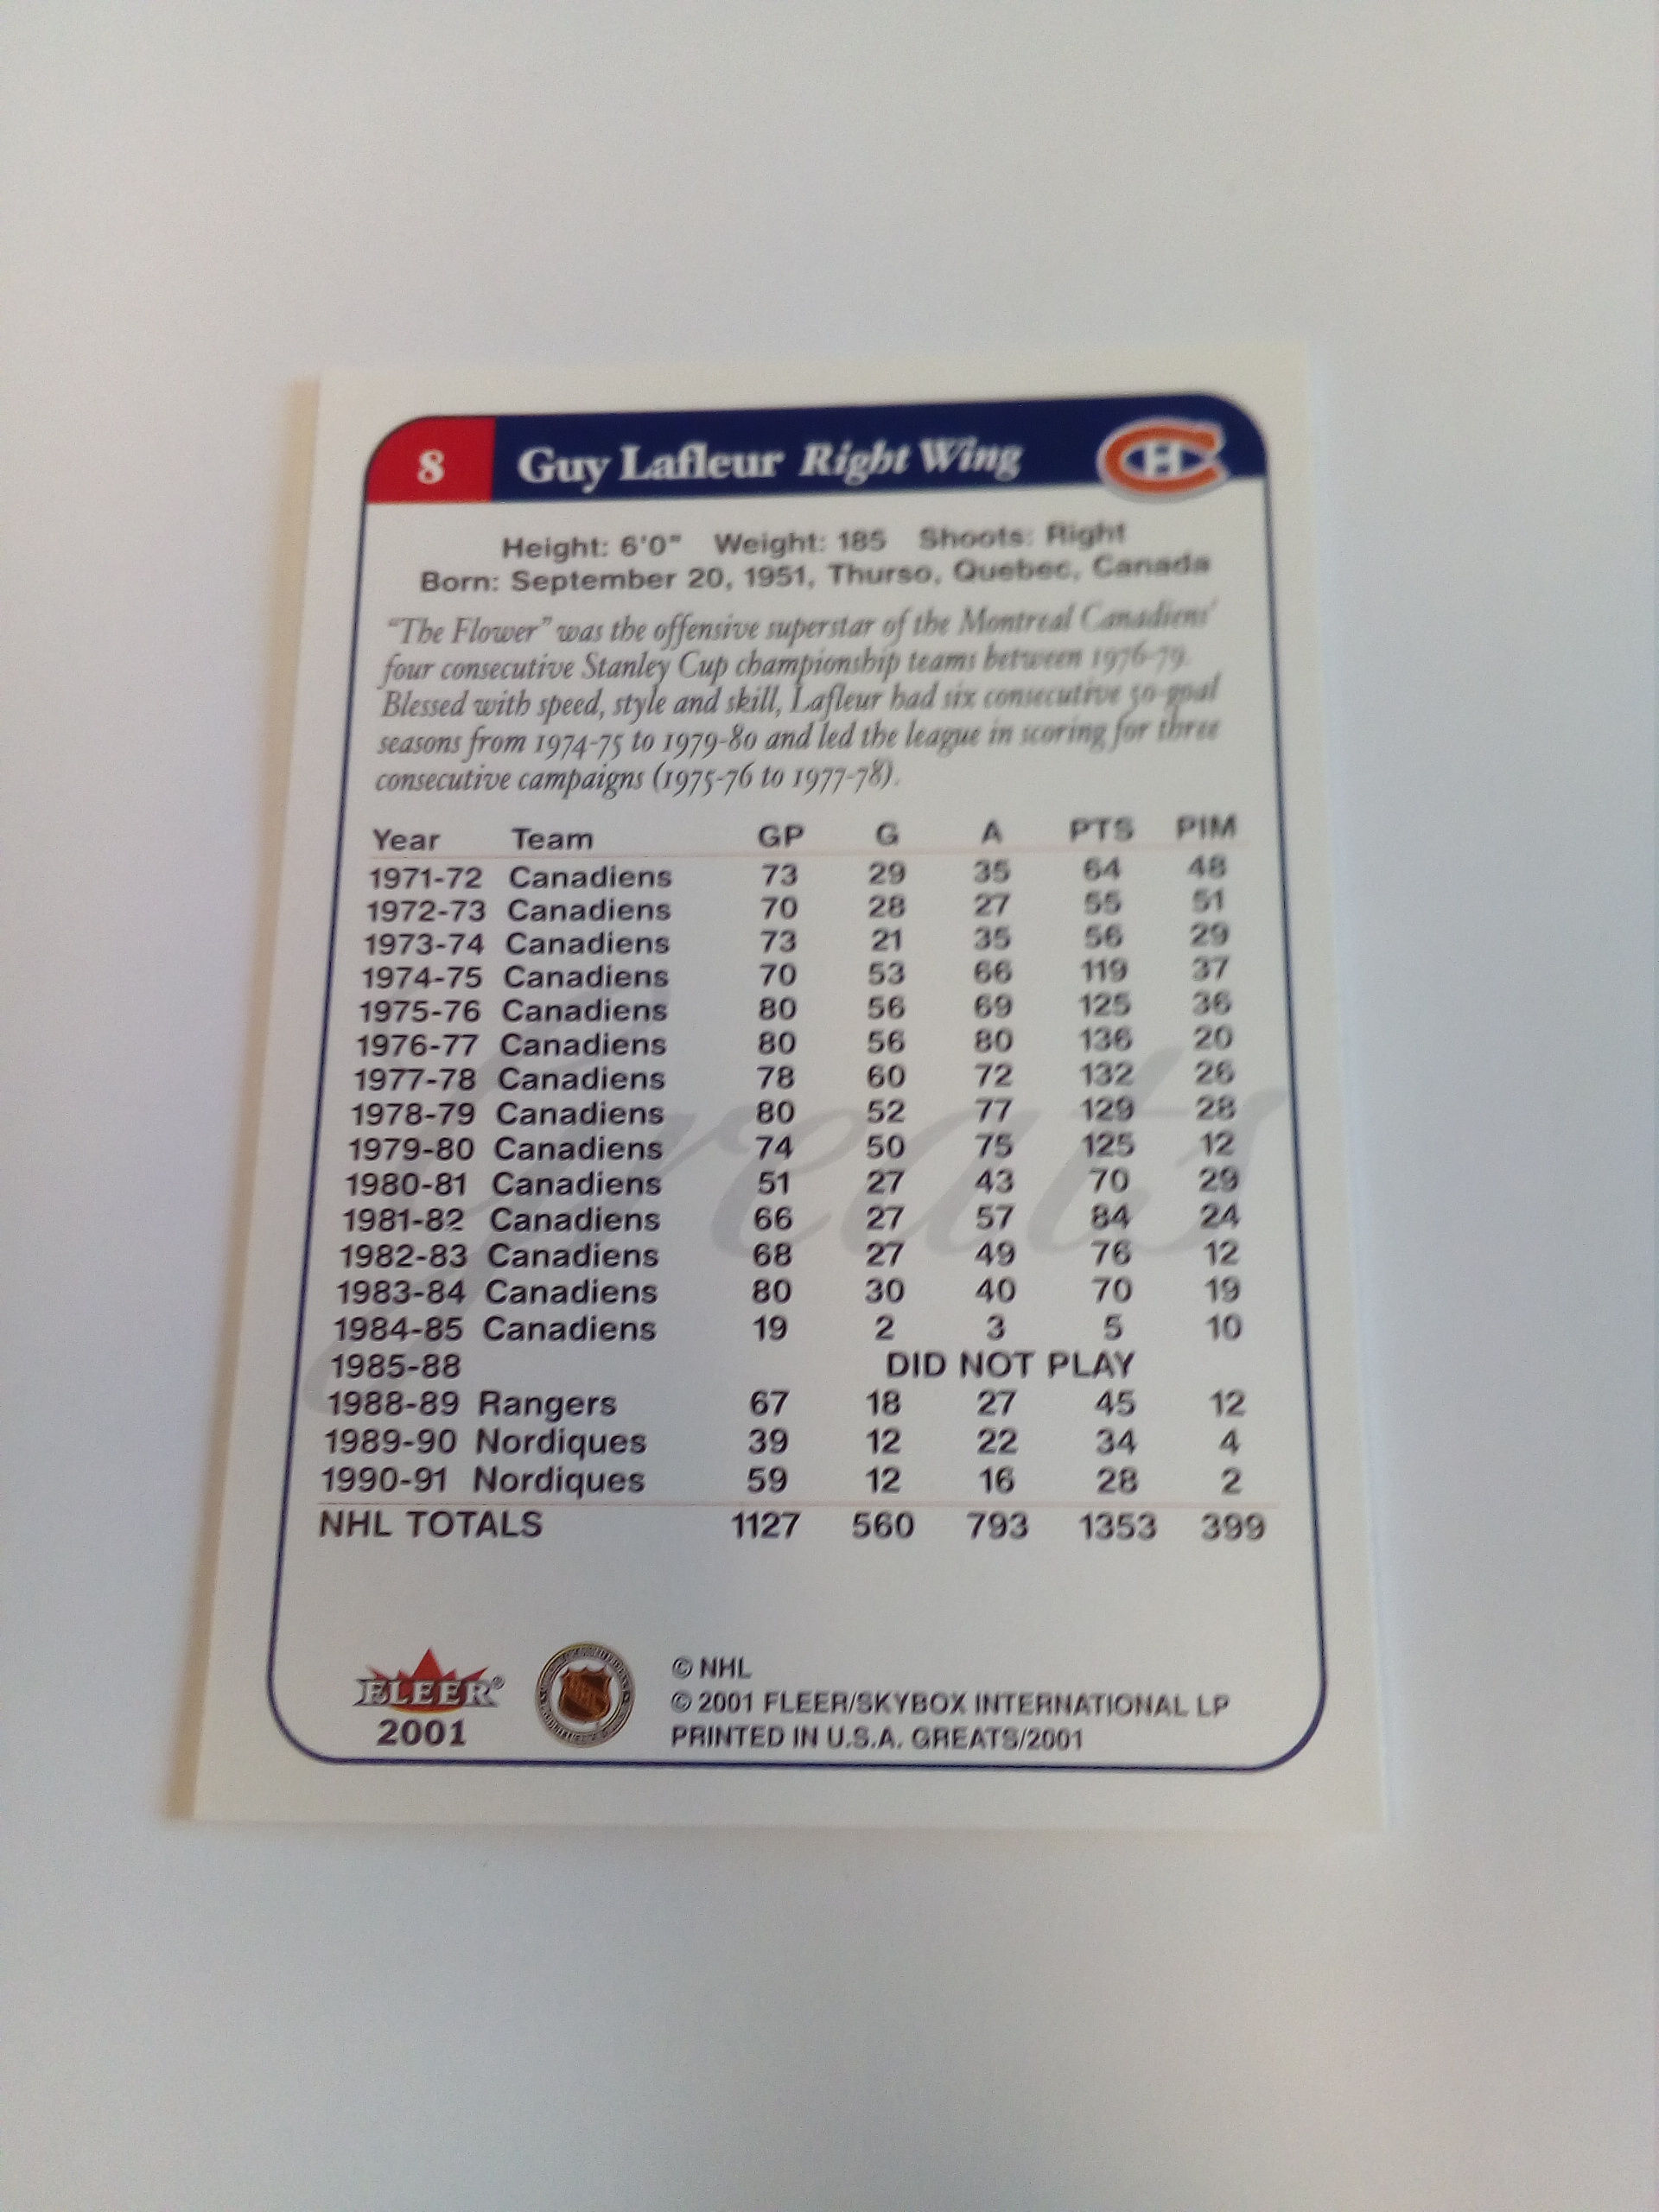 8 Guy Lafleur Right Wing
Height: 6'0" Weight: 185 Shoots: Right
Born: September 20, 1951, Thurso, Quebec, Canada
"The Flower" was the offensive superstar of the Montreal Canadiens'
four consecutive Stanley Cup championship teams between 1976-79.
Blessed with speed, style and skill, Lafleur had six consecutive 50-goal
seasons from 1974-75 to 1979-80 and led the league in scoring for three
consecutive campaigns (1975-76 to 1977-78).
Year Team GP G A PTS PIM
1971-72 Canadiens 73 29 35 64 48
1972-73 Canadiens 70 28 27 55 51
1973-74 Canadiens 73 21 35 56 29
1974-75 Canadiens 70 53 66 119 37
1975-76 Canadiens 80 56 69 125 36
1976-77 Canadiens 80 56 80 136 20
1977-78 Canadiens 78 60 72 132 26
1978-79 Canadiens 80 52 77 129 28
1979-80 Canadiens 74 50 75 125 12
1980-81 Canadiens 51 27 43 70 29
1981-82 Canadiens 66 27 57 84 24
1982-83 Canadiens 68 27 49 76 12
1983-84 Canadiens 80 30 40 70 19
1984-85 Canadiens 19 2 3 5 10
1985-88 DID NOT PLAY
1988-89 Rangers 67 18 27 45 12
1989-90 Nordiques 39 12 22 34 4
1990-91 Nordiques 59 12 16 28 2
NHL TOTALS 1127 560 793 1353 399
Greats
FLEER®
2001
NHL
© NHL
© 2001 FLEER/SKYBOX INTERNATIONAL LP
PRINTED IN U.S.A. GREATS/2001